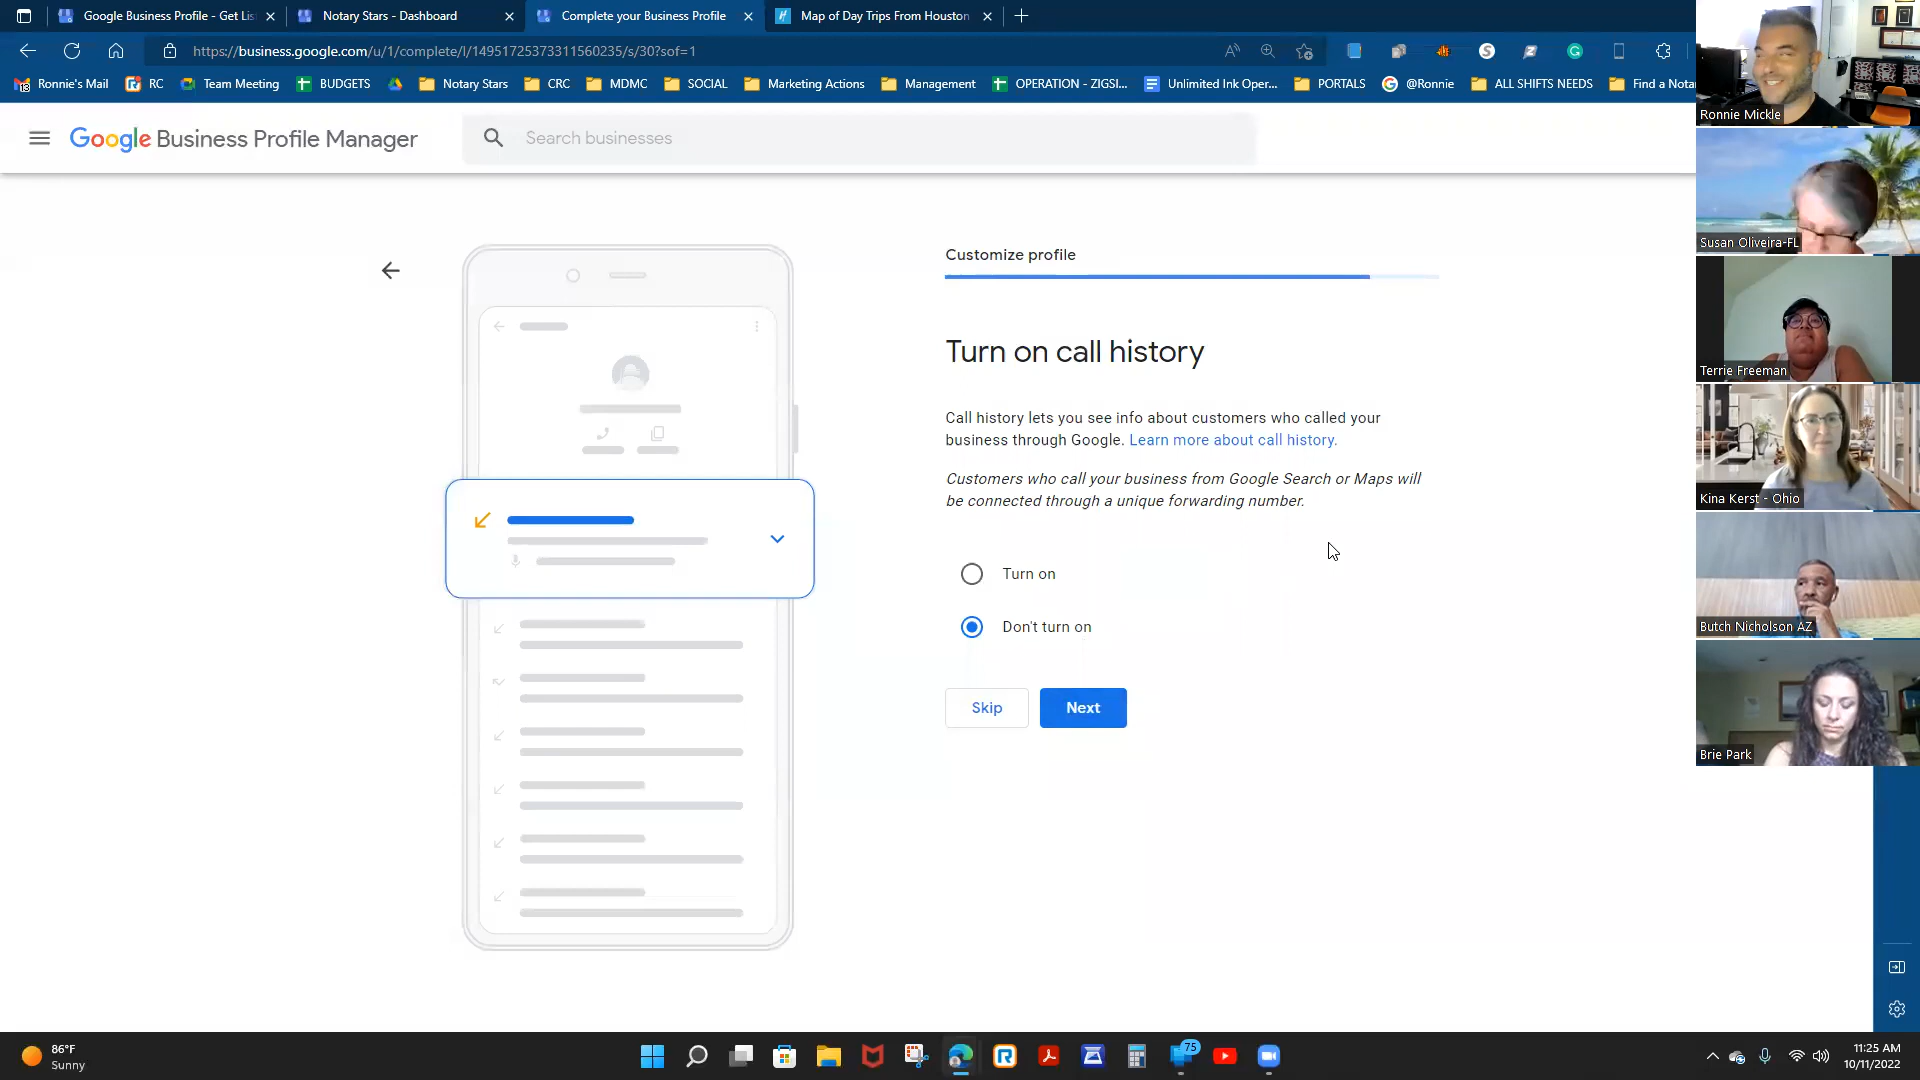 Google Business Profile - Get Lis
Notary Stars - Dashboard
Complete your Business Profile
Map of Day Trips From Houston
https://business.google.com/u/1/complete/l/14951725373311560235/s/30?sof=1
Ronnie's Mail
RC
Team Meeting
BUDGETS
Notary Stars
CRC
MDMC
SOCIAL
Marketing Actions
Management
OPERATION - ZIGSI...
Unlimited Ink Oper...
PORTALS
@Ronnie
ALL SHIFTS NEEDS
Find a Notar
Google Business Profile Manager
Search businesses
Customize profile
Turn on call history
Call history lets you see info about customers who called your
business through Google. Learn more about call history.
Customers who call your business from Google Search or Maps will
be connected through a unique forwarding number.
Turn on
Don't turn on
Skip
Next
Ronnie Mickle
Susan Oliveira-FL
Terrie Freeman
Kina Kerst - Ohio
Butch Nicholson AZ
Brie Park
86°F
Sunny
75
11:25 AM
10/11/2022